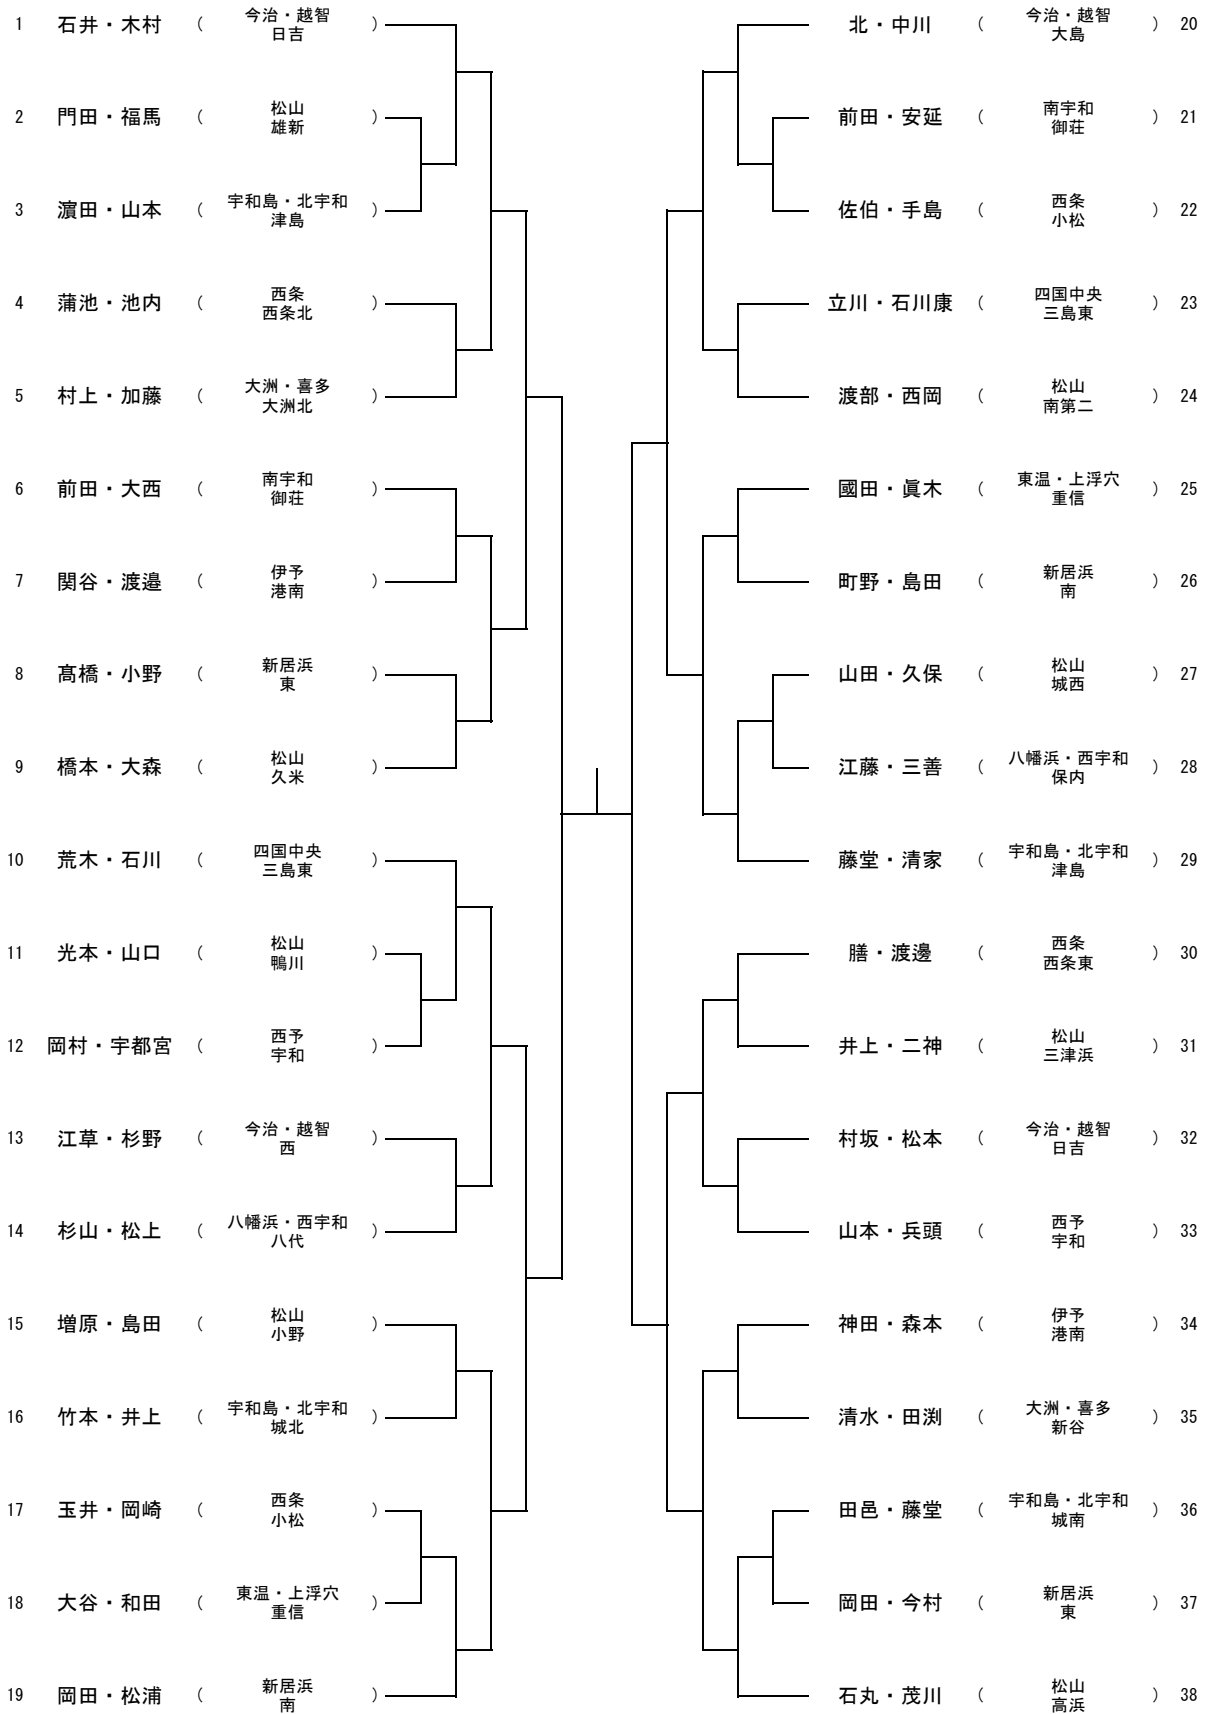 1 石井・木村 ( 今治・越智 日吉 )
2 門田・福馬 ( 松山 雄新 )
3 濵田・山本 ( 宇和島・北宇和 津島 )
4 蒲池・池内 ( 西条 西条北 )
5 村上・加藤 ( 大洲・喜多 大洲北 )
6 前田・大西 ( 南宇和 御荘 )
7 関谷・渡邉 ( 伊予 港南 )
8 髙橋・小野 ( 新居浜 東 )
9 橋本・大森 ( 松山 久米 )
10 荒木・石川 ( 四国中央 三島東 )
11 光本・山口 ( 松山 鴨川 )
12 岡村・宇都宮 ( 西予 宇和 )
13 江草・杉野 ( 今治・越智 西 )
14 杉山・松上 ( 八幡浜・西宇和 八代 )
15 増原・島田 ( 松山 小野 )
16 竹本・井上 ( 宇和島・北宇和 城北 )
17 玉井・岡崎 ( 西条 小松 )
18 大谷・和田 ( 東温・上浮穴 重信 )
19 岡田・松浦 ( 新居浜 南 )
北・中川 ( 今治・越智 大島 ) 20
前田・安延 ( 南宇和 御荘 ) 21
佐伯・手島 ( 西条 小松 ) 22
立川・石川康 ( 四国中央 三島東 ) 23
渡部・西岡 ( 松山 南第二 ) 24
國田・眞木 ( 東温・上浮穴 重信 ) 25
町野・島田 ( 新居浜 南 ) 26
山田・久保 ( 松山 城西 ) 27
江藤・三善 ( 八幡浜・西宇和 保内 ) 28
藤堂・清家 ( 宇和島・北宇和 津島 ) 29
膳・渡邊 ( 西条 西条東 ) 30
井上・二神 ( 松山 三津浜 ) 31
村坂・松本 ( 今治・越智 日吉 ) 32
山本・兵頭 ( 西予 宇和 ) 33
神田・森本 ( 伊予 港南 ) 34
清水・田渕 ( 大洲・喜多 新谷 ) 35
田邑・藤堂 ( 宇和島・北宇和 城南 ) 36
岡田・今村 ( 新居浜 東 ) 37
石丸・茂川 ( 松山 高浜 ) 38